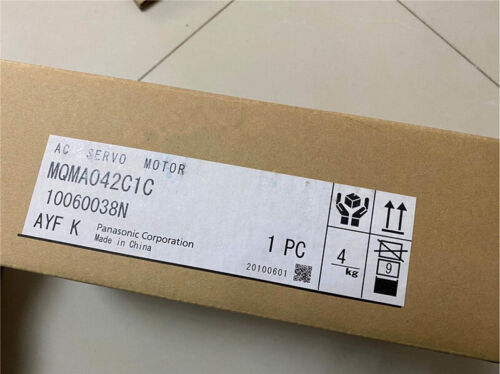 AC SERVO MOTOR
MQMA042C1C
10060038N
AYF K Panasonic Corporation
Made in China
1 PC
20100601
4
kg
9